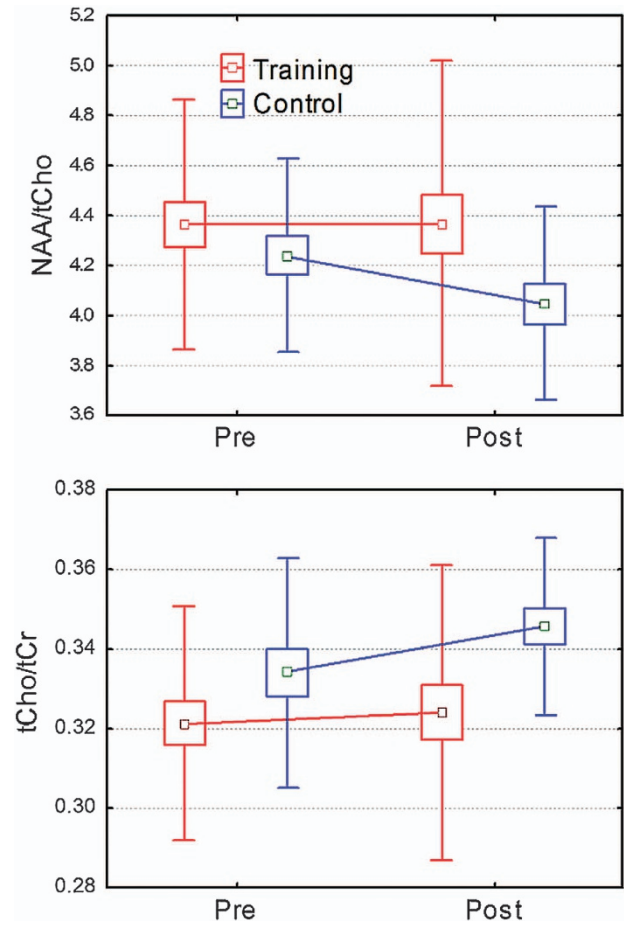 5.2
5.0
4.8
4.6
4.4
4.2
4.0
3.8
3.6
NAA/tCho
Training
Control
Pre Post
0.38
0.36
0.34
0.32
0.30
0.28
tCho/tCr
Pre Post